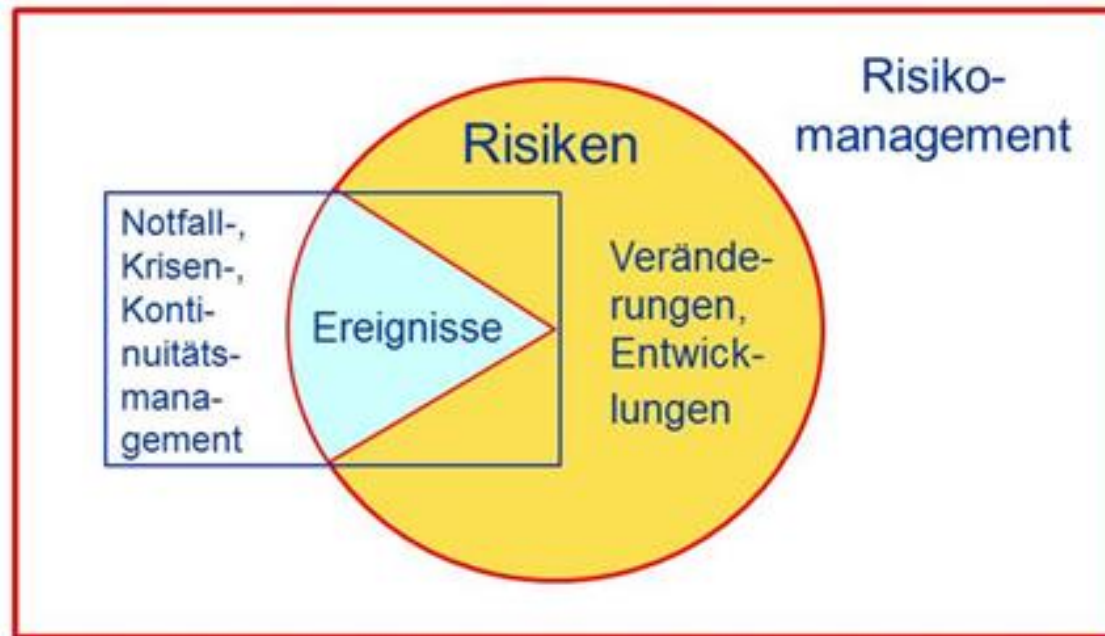 Risiko-
management
Risiken
Notfall-,
Krisen-,
Konti-
nuitäts-
mana-
gement
Ereignisse
Verände-
rungen,
Entwick-
lungen